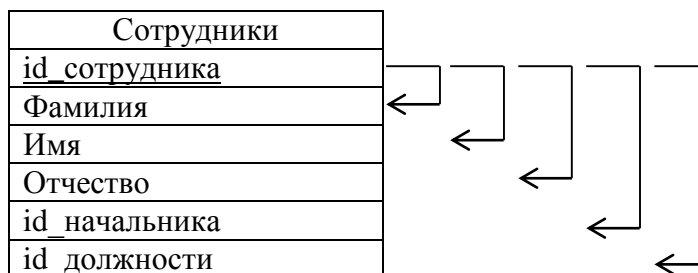 Сотрудники
id_сотрудника
Фамилия
Имя
Отчество
id_начальника
id_должности